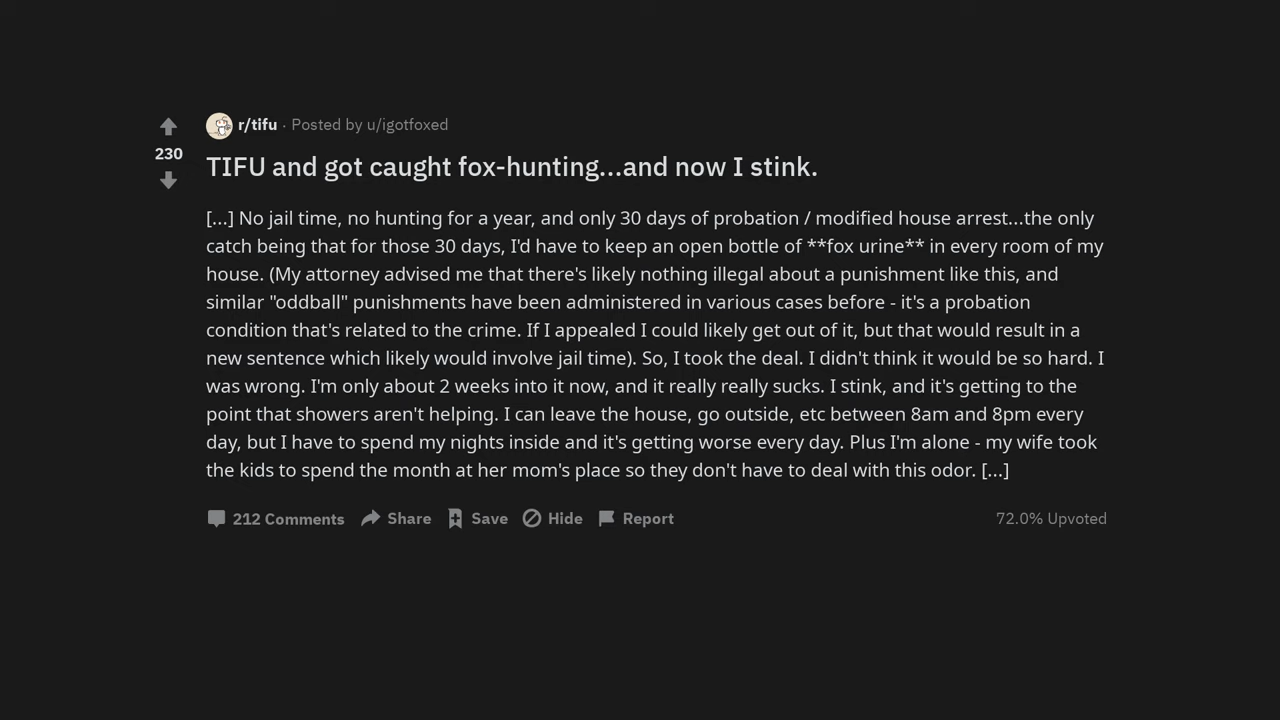 r/tifu · Posted by u/igotfoxed
230
TIFU and got caught fox-hunting...and now I stink.
[...] No jail time, no hunting for a year, and only 30 days of probation / modified house arrest...the only
catch being that for those 30 days, I'd have to keep an open bottle of **fox urine** in every room of my
house. (My attorney advised me that there's likely nothing illegal about a punishment like this, and
similar "oddball" punishments have been administered in various cases before - it's a probation
condition that's related to the crime. If I appealed I could likely get out of it, but that would result in a
new sentence which likely would involve jail time). So, I took the deal. I didn't think it would be so hard. I
was wrong. I'm only about 2 weeks into it now, and it really really sucks. I stink, and it's getting to the
point that showers aren't helping. I can leave the house, go outside, etc between 8am and 8pm every
day, but I have to spend my nights inside and it's getting worse every day. Plus I'm alone - my wife took
the kids to spend the month at her mom's place so they don't have to deal with this odor. [...]
212 Comments Share Save Hide Report 72.0% Upvoted